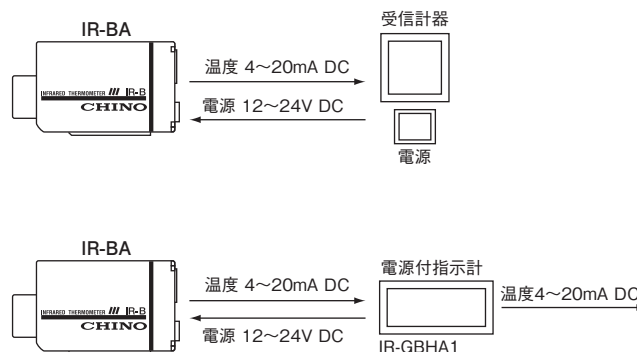 IR-BA
受信計器
温度 4～20mA DC
INFRARED THERMOMETER IR-B
CHINO
電源 12～24V DC
電源
IR-BA
電源付指示計
温度 4～20mA DC
温度4～20mA DC
INFRARED THERMOMETER IR-B
CHINO
電源 12～24V DC
IR-GBHA1